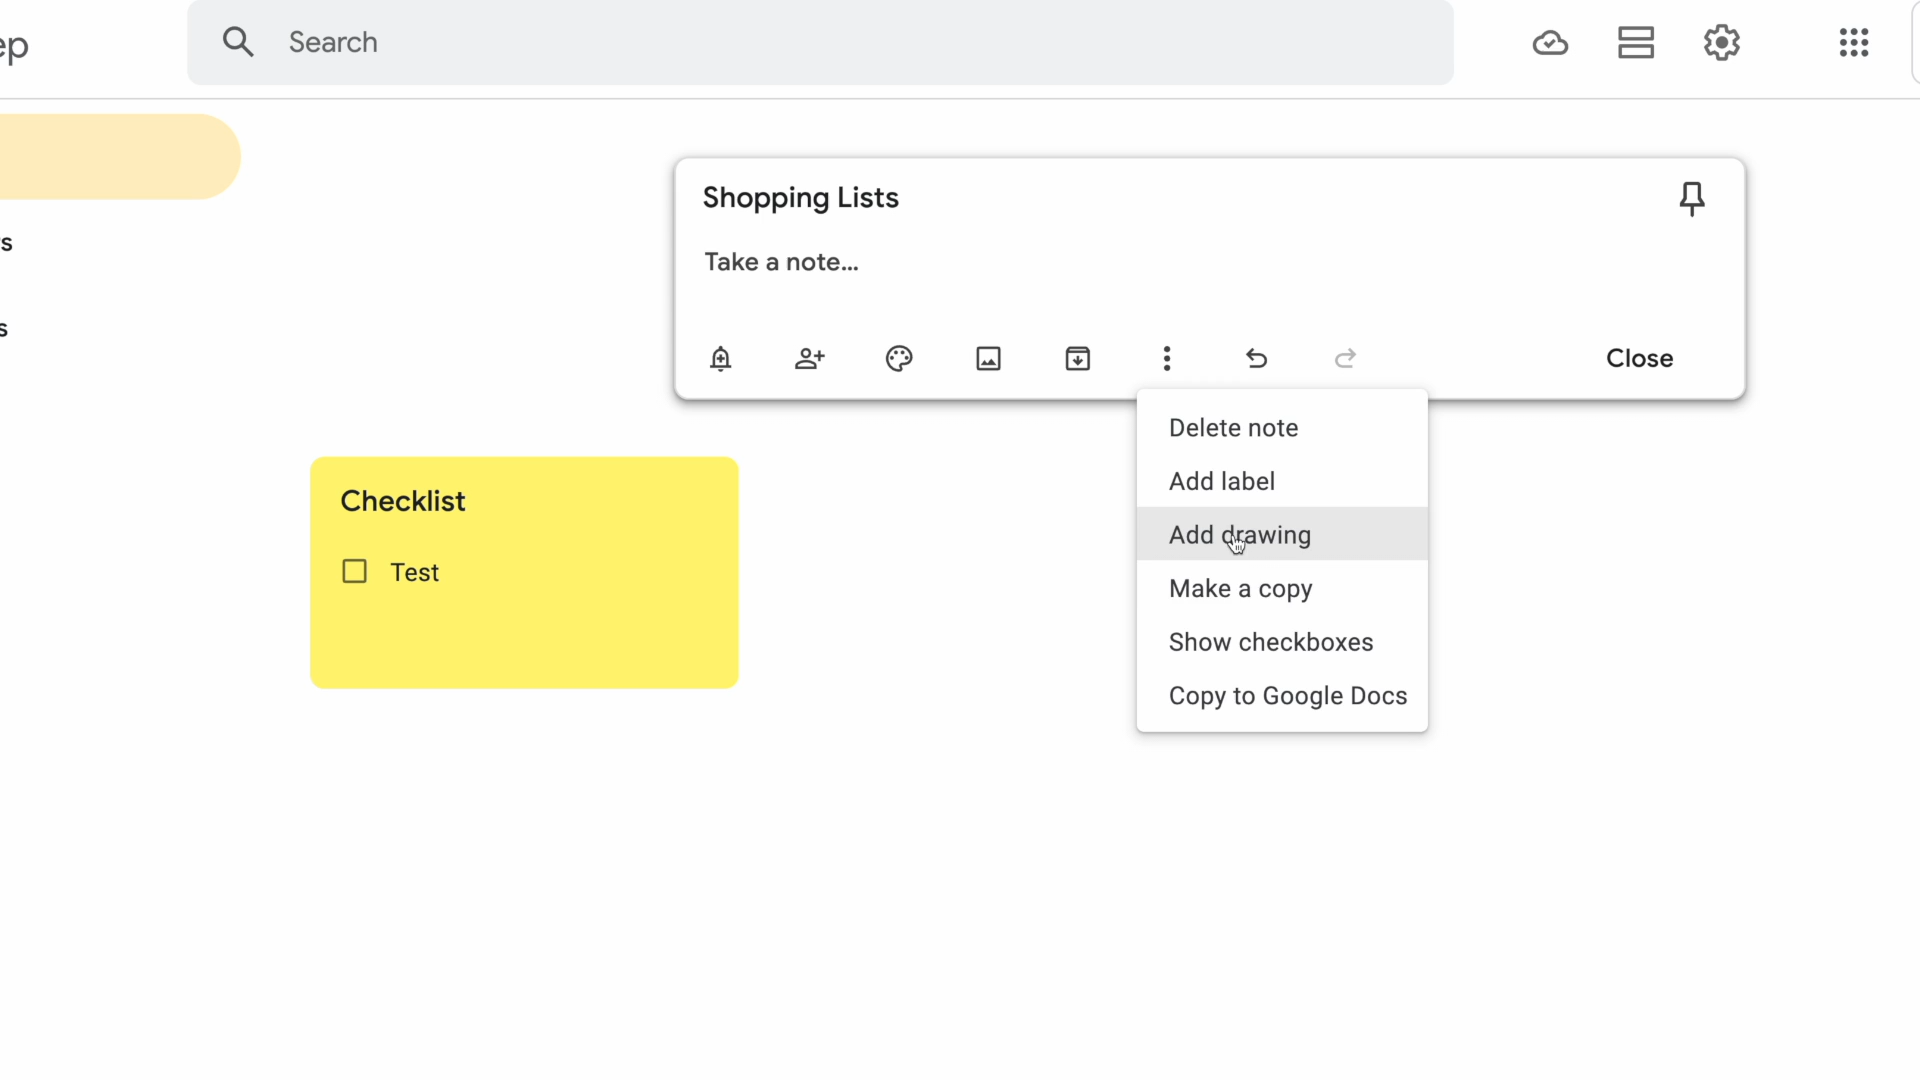 ep
Search
s
s
Shopping Lists
Take a note...
Close
Delete note
Add label
Add drawing
Make a copy
Show checkboxes
Copy to Google Docs
Checklist
Test